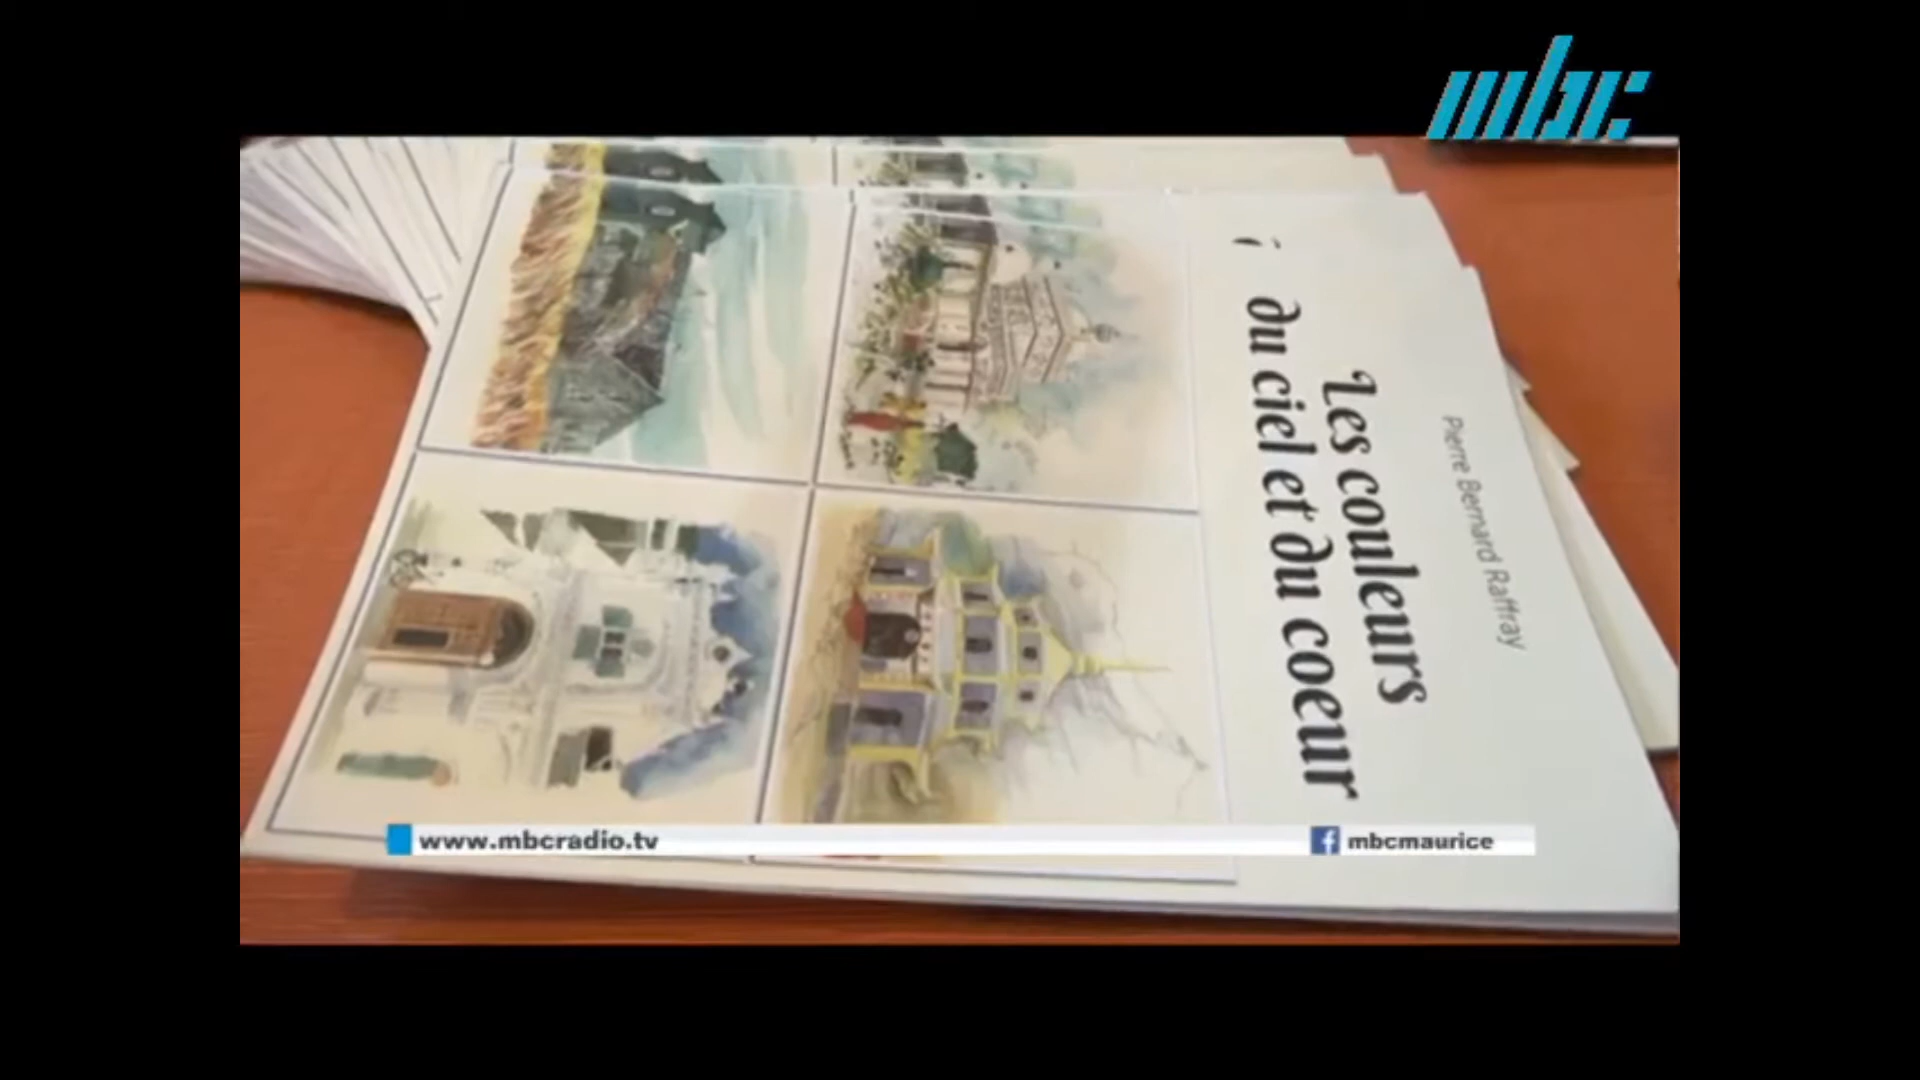 mbc
Pierre Bernard Raffray
Les couleurs
du ciel et du coeur
www.mbcradio.tv
mbcmaurice